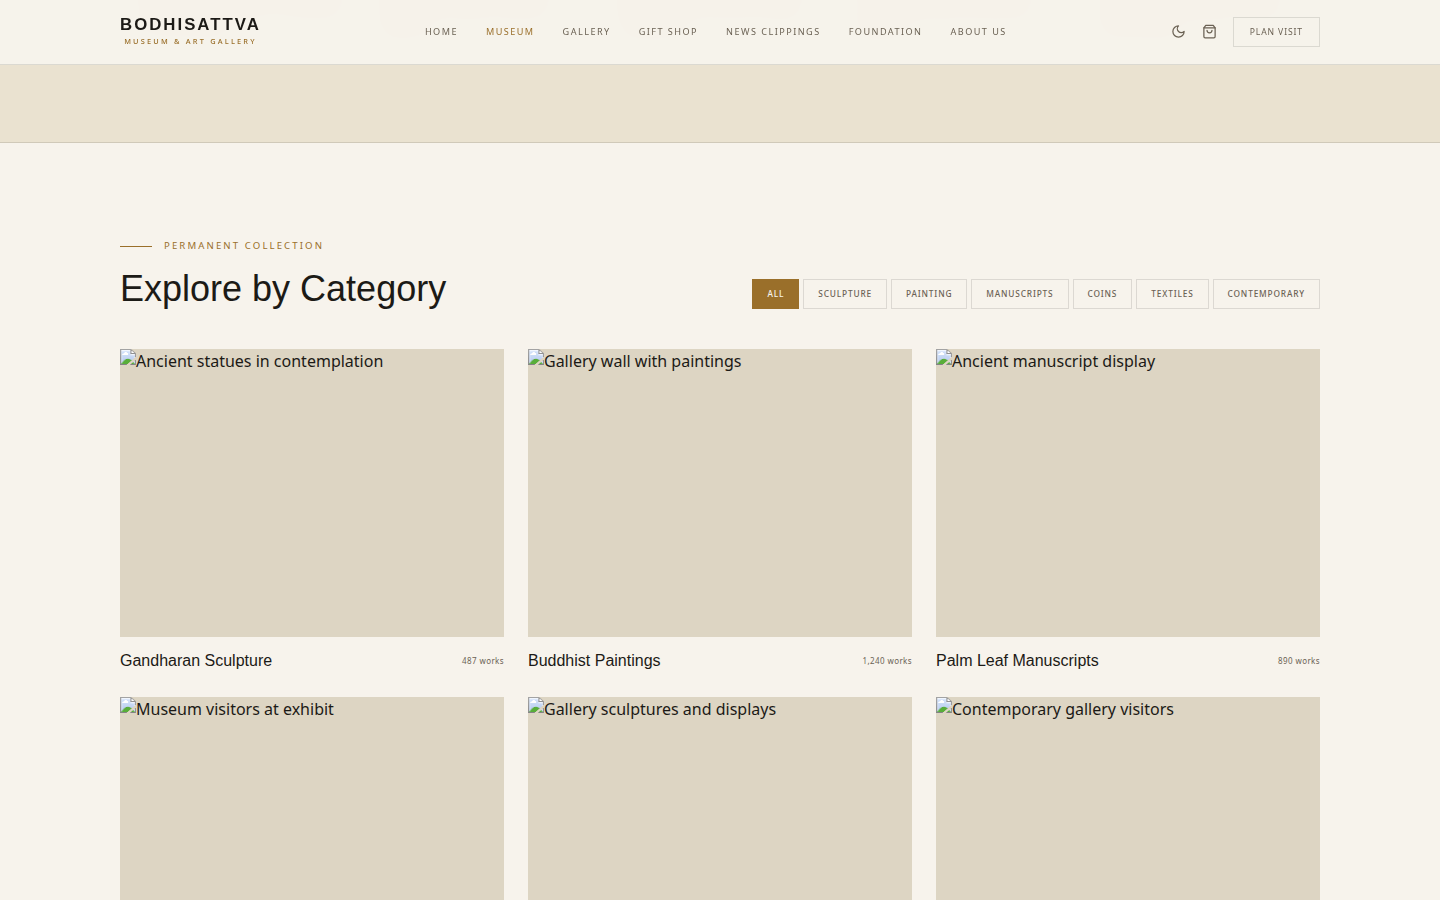 BODHISATTVA
MUSEUM & ART GALLERY
HOME MUSEUM GALLERY GIFT SHOP NEWS CLIPPINGS FOUNDATION ABOUT US
PLAN VISIT
PERMANENT COLLECTION
Explore by Category
ALL SCULPTURE PAINTING MANUSCRIPTS COINS TEXTILES CONTEMPORARY
Ancient statues in contemplation Gallery wall with paintings Ancient manuscript display
Gandharan Sculpture 487 works Buddhist Paintings 1,240 works Palm Leaf Manuscripts 890 works
Museum visitors at exhibit Gallery sculptures and displays Contemporary gallery visitors